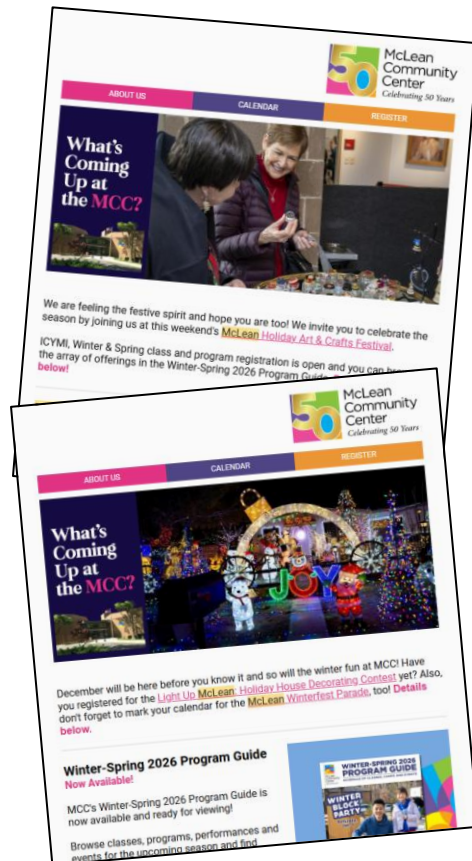 50
McLean
Community
Center
Celebrating 50 Years
ABOUT US
CALENDAR
REGISTER
What's
Coming
Up at
the MCC?
We are feeling the festive spirit and hope you are too! We invite you to celebrate the
season by joining us at this weekend's McLean Holiday Art & Crafts Festival.
ICYMI, Winter & Spring class and program registration is open and you can
the array of offerings in the Winter-Spring 2026 Program Guide
below!
50
McLean
Community
Center
Celebrating 50 Years
ABOUT US
CALENDAR
REGISTER
What's
Coming
Up at
the MCC?
JOY
December will be here before you know it and so will the winter fun at MCC! Have
you registered for the Light Up McLean: Holiday House Decorating Contest yet? Also,
don't forget to mark your calendar for the McLean Winterfest Parade, too! Details
below.
Winter-Spring 2026 Program Guide
Now Available!
MCC's Winter-Spring 2026 Program Guide is
now available and ready for viewing!
Browse classes, programs, performances and
events for the upcoming season and find
WINTER-SPRING 2026
PROGRAM GUIDE
WINTER
BLOCK
PARTY